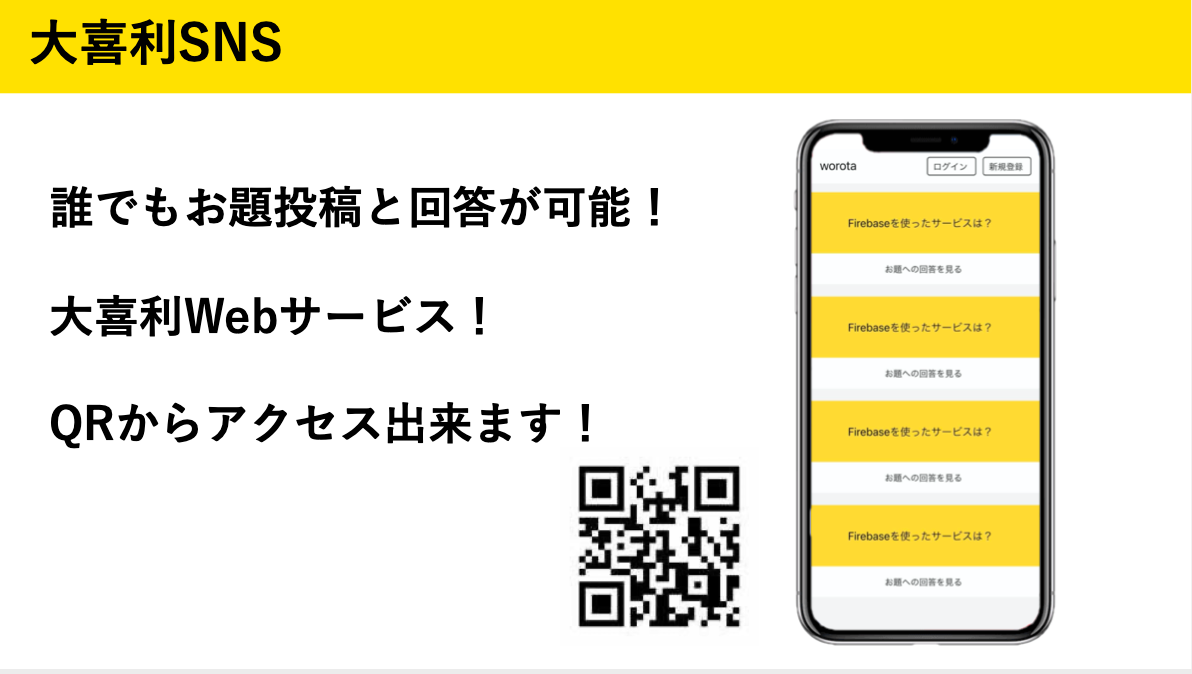 大喜利SNS
誰でもお題投稿と回答が可能！
大喜利Webサービス！
QRからアクセス出来ます！
worota
ログイン
新規登録
Firebaseを使ったサービスは？
お題への回答を見る
Firebaseを使ったサービスは？
お題への回答を見る
Firebaseを使ったサービスは？
お題への回答を見る
Firebaseを使ったサービスは？
お題への回答を見る